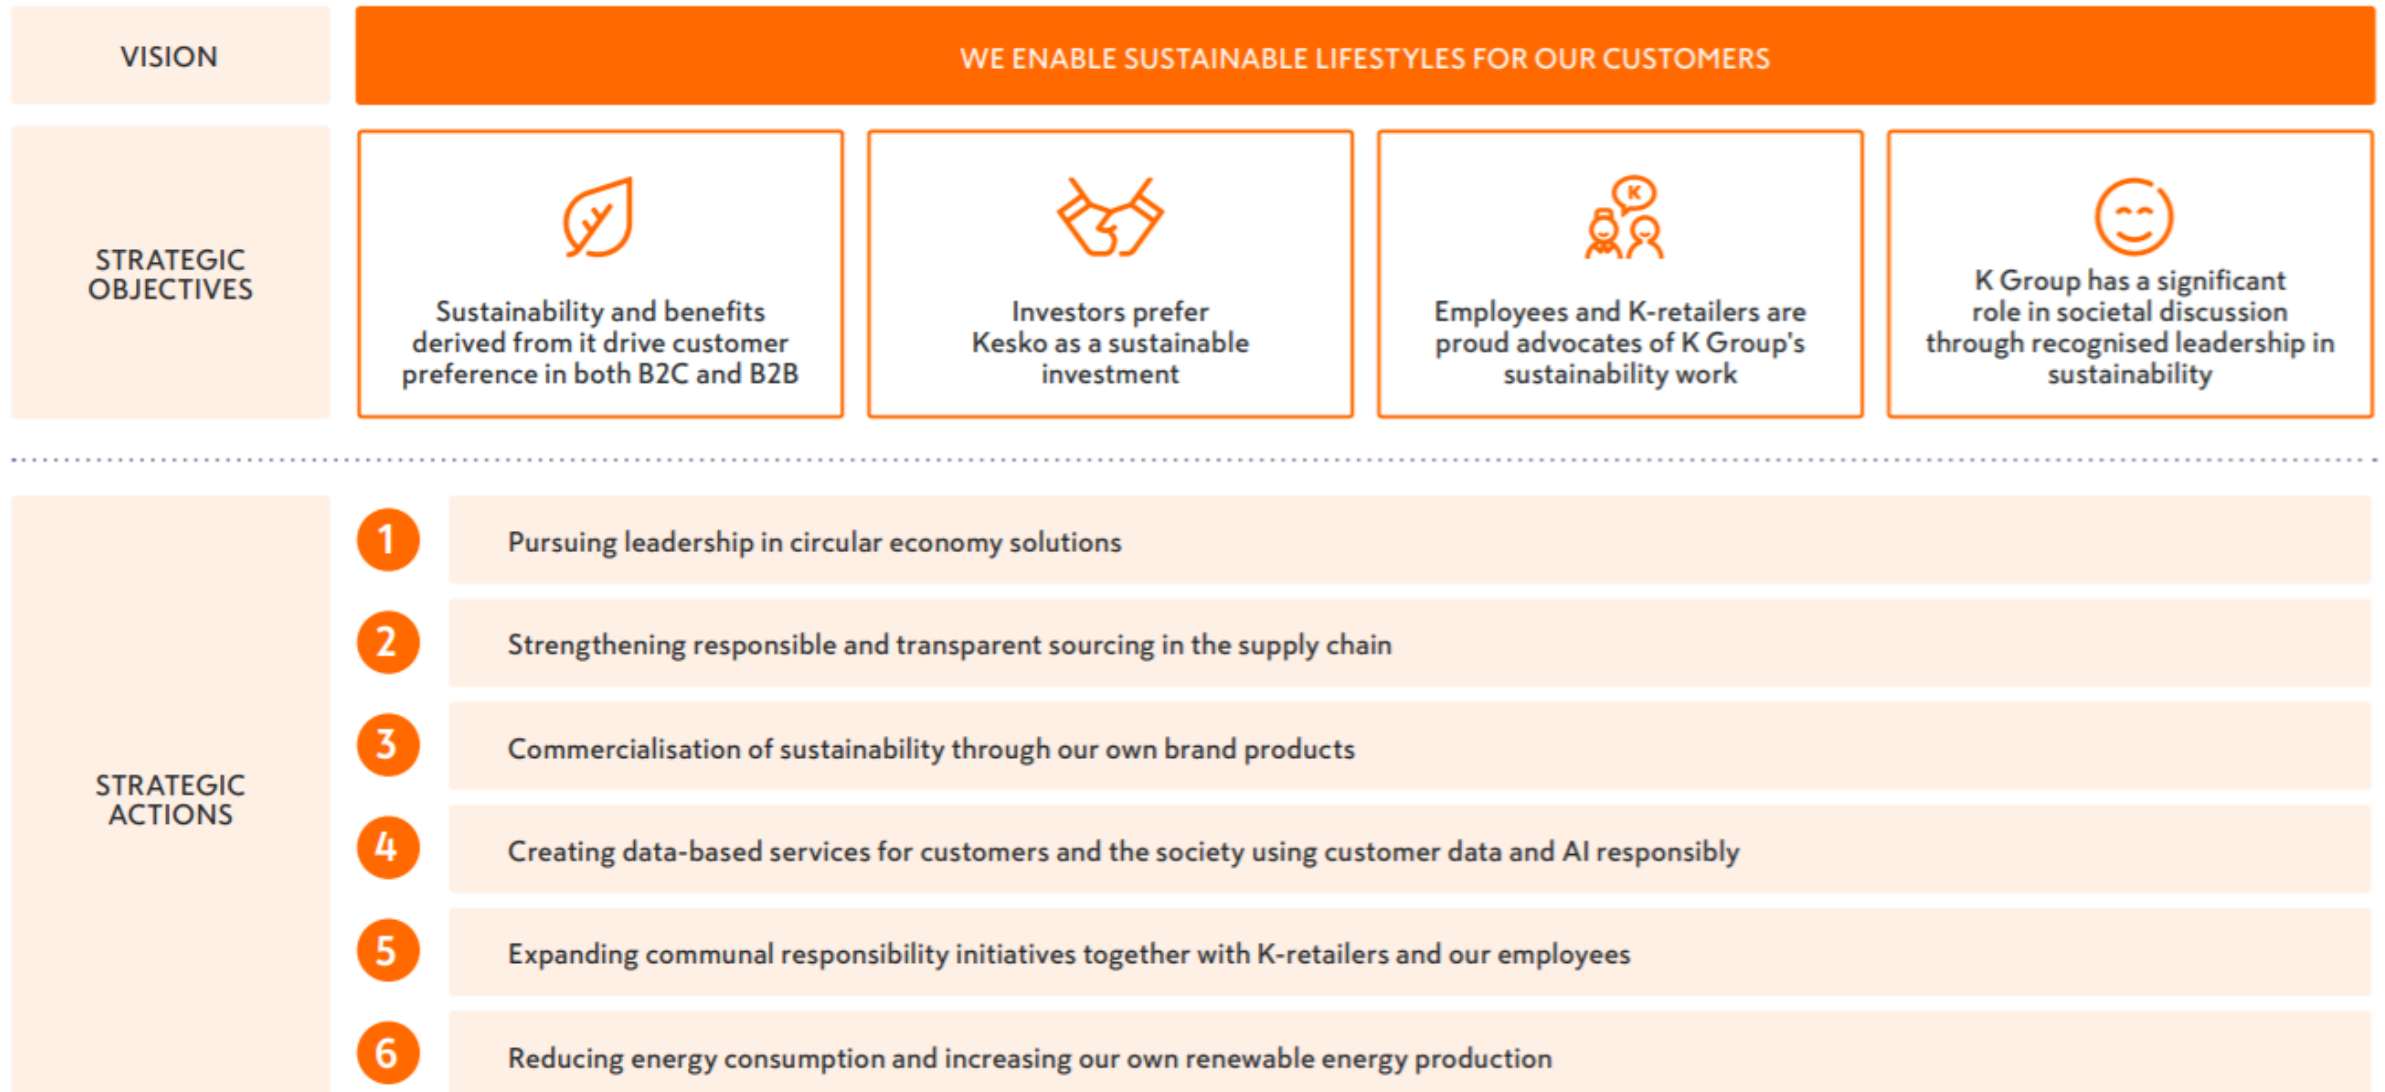 VISION
WE ENABLE SUSTAINABLE LIFESTYLES FOR OUR CUSTOMERS
STRATEGIC
OBJECTIVES
Sustainability and benefits
derived from it drive customer
preference in both B2C and B2B
Investors prefer
Kesko as a sustainable
investment
K
Employees and K-retailers are
proud advocates of K Group's
sustainability work
K Group has a significant
role in societal discussion
through recognised leadership in
sustainability
STRATEGIC
ACTIONS
1 Pursuing leadership in circular economy solutions
2 Strengthening responsible and transparent sourcing in the supply chain
3 Commercialisation of sustainability through our own brand products
4 Creating data-based services for customers and the society using customer data and AI responsibly
5 Expanding communal responsibility initiatives together with K-retailers and our employees
6 Reducing energy consumption and increasing our own renewable energy production